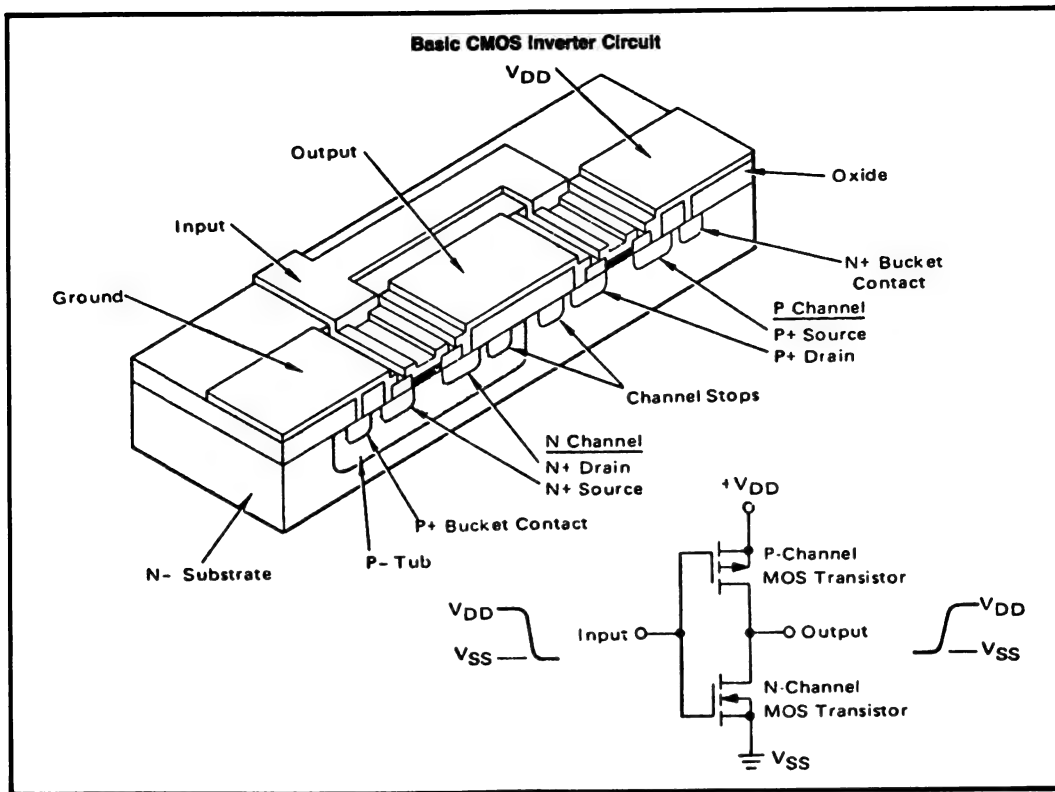 Basic CMOS Inverter Circuit
VDD
Output
Oxide
Input
N+ Bucket
Contact
Ground
P Channel
P+ Source
P+ Drain
Channel Stops
N Channel
N+ Drain
N+ Source
P+ Bucket Contact
P- Tub
N- Substrate
+VDD
P-Channel
MOS Transistor
VDD
VSS
Input
Output
VDD
VSS
N-Channel
MOS Transistor
VSS